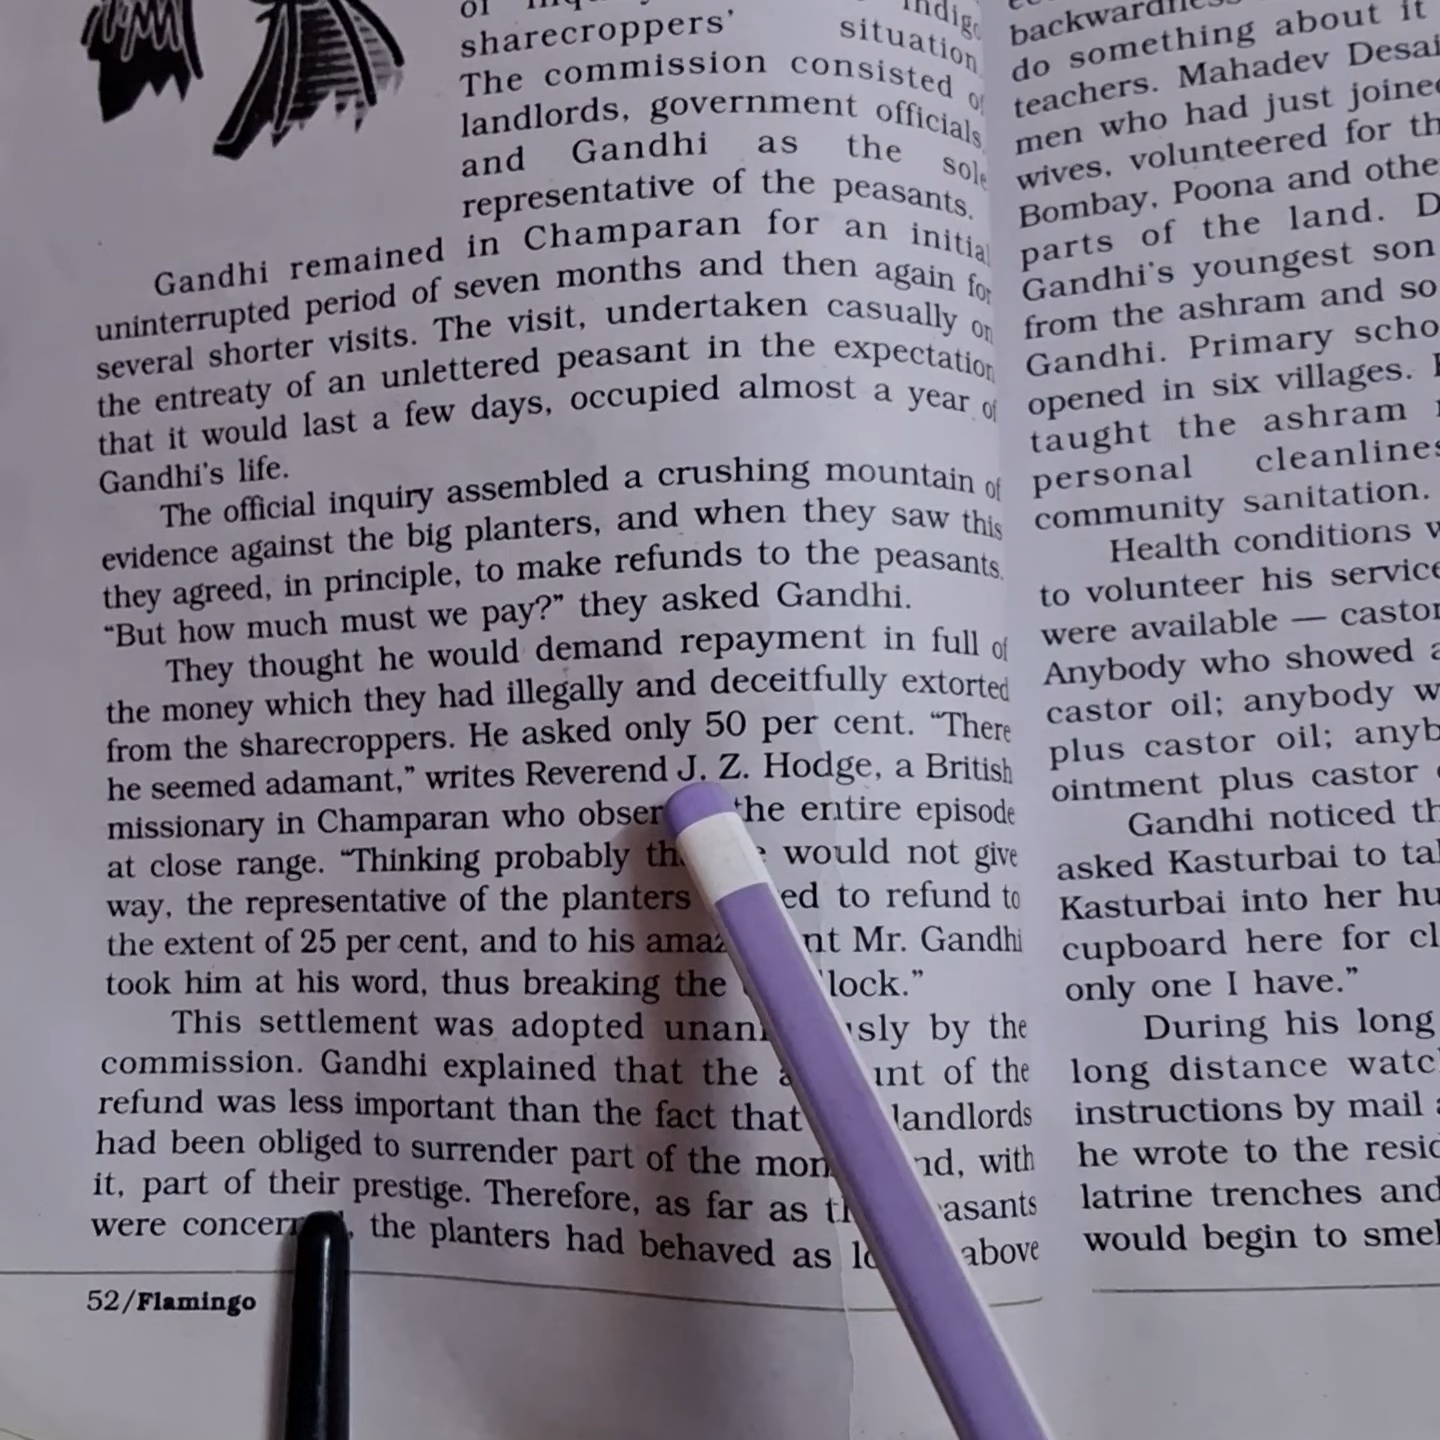 sharecroppers' situation
The commission consisted of
landlords, government officials,
and Gandhi as the sole
representative of the peasants.
Gandhi remained in Champaran for an initial
uninterrupted period of seven months and then again for
several shorter visits. The visit, undertaken casually on
the entreaty of an unlettered peasant in the expectation
that it would last a few days, occupied almost a year of
Gandhi's life.
The official inquiry assembled a crushing mountain of
evidence against the big planters, and when they saw this
they agreed, in principle, to make refunds to the peasants.
“But how much must we pay?” they asked Gandhi.
They thought he would demand repayment in full of
the money which they had illegally and deceitfully extorted
from the sharecroppers. He asked only 50 per cent. “There
he seemed adamant,” writes Reverend J. Z. Hodge, a British
missionary in Champaran who obser the entire episode
at close range. “Thinking probably would not give
way, the representative of the planters ed to refund to
the extent of 25 per cent, and to his ama nt Mr. Gandhi
took him at his word, thus breaking the lock.”
This settlement was adopted unani sly by the
commission. Gandhi explained that the a unt of the
refund was less important than the fact that landlords
had been obliged to surrender part of the mon nd, with
it, part of their prestige. Therefore, as far as asants
were concer , the planters had behaved as above
52/Flamingo
backwardness
do something about it
teachers. Mahadev Desai
men who had just joine
wives, volunteered for th
Bombay, Poona and othe
parts of the land. D
Gandhi's youngest son
from the ashram and so
Gandhi. Primary scho
opened in six villages.
taught the ashram
personal cleanlines
community sanitation.
Health conditions w
to volunteer his service
were available — castor
Anybody who showed a
castor oil; anybody w
plus castor oil; anyb
ointment plus castor
Gandhi noticed th
asked Kasturbai to tal
Kasturbai into her hu
cupboard here for cl
only one I have.”
During his long
long distance watc
instructions by mail a
he wrote to the resid
latrine trenches and
would begin to smel